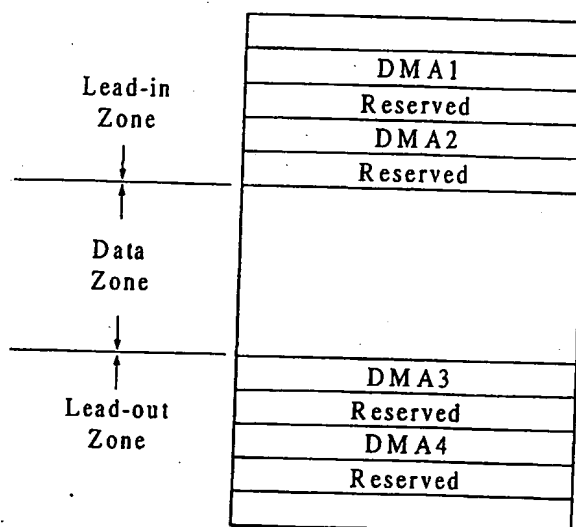 DMA1
Lead-in
Zone
Reserved
DMA2
Reserved
Data
Zone
DMA3
Lead-out
Zone
Reserved
DMA4
Reserved